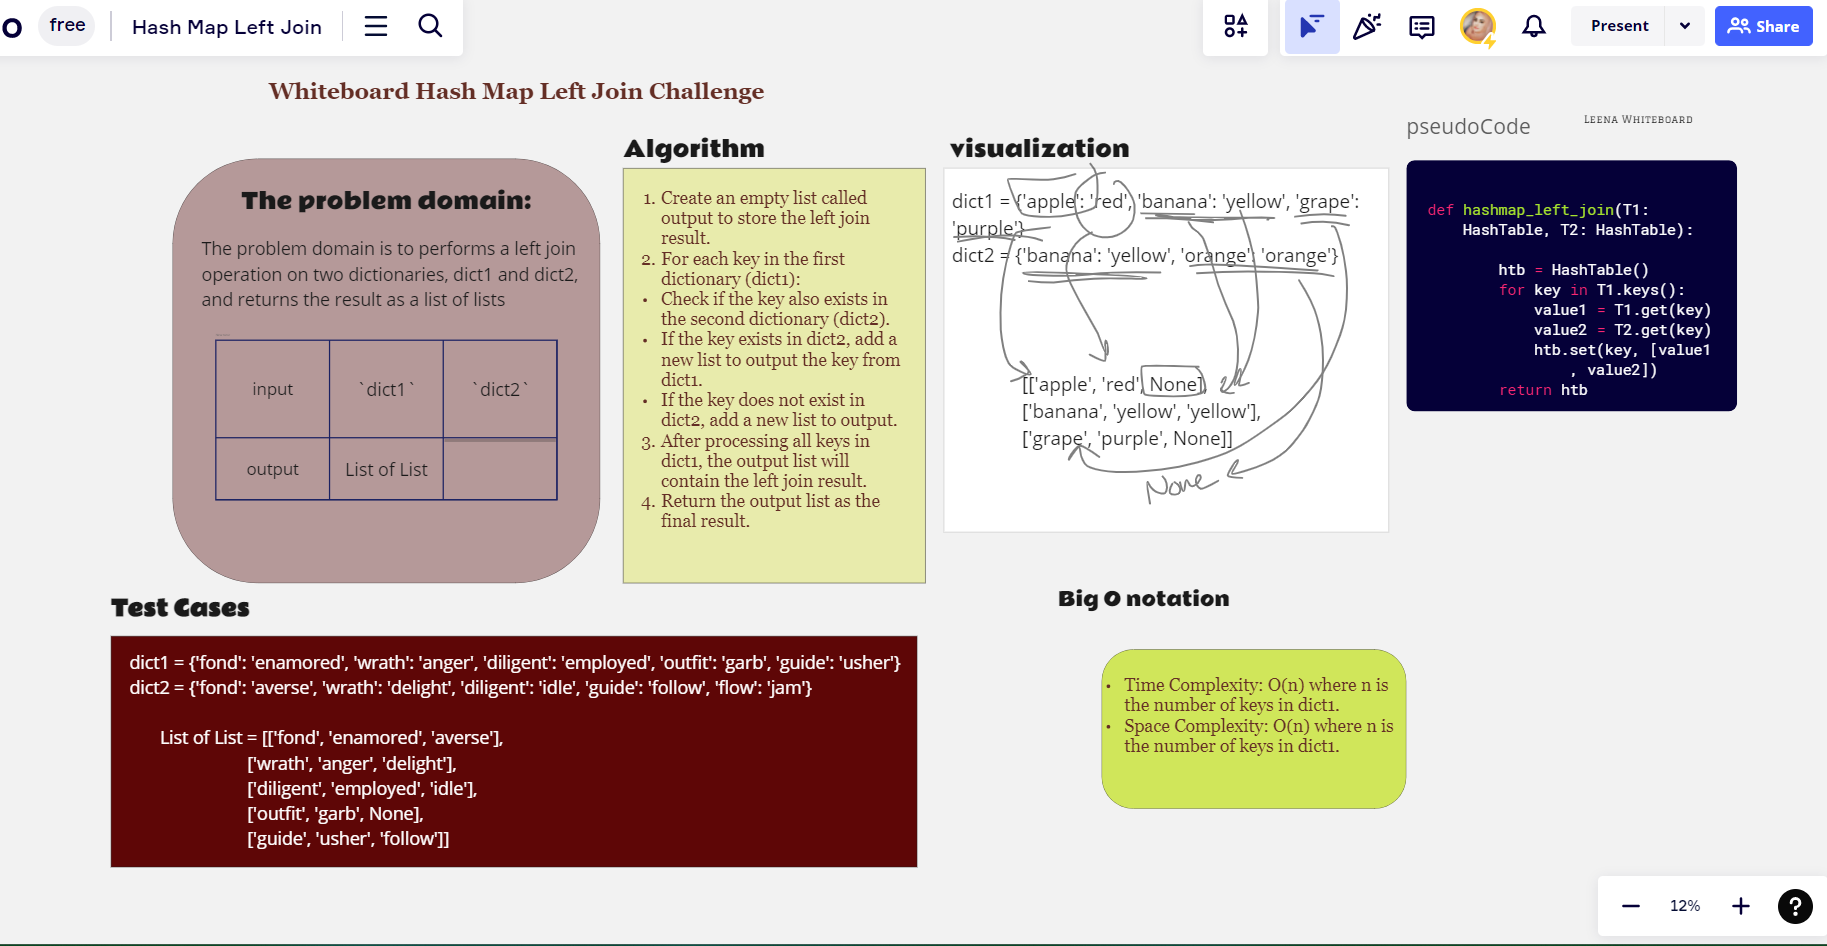 o free Hash Map Left Join
Present
Share
Whiteboard Hash Map Left Join Challenge
The problem domain:
The problem domain is to performs a left join
operation on two dictionaries, dict1 and dict2,
and returns the result as a list of lists
input `dict1` `dict2`
output List of List
Algorithm
1. Create an empty list called
output to store the left join
result.
2. For each key in the first
dictionary (dict1):
• Check if the key also exists in
the second dictionary (dict2).
• If the key exists in dict2, add a
new list to output the key from
dict1.
• If the key does not exist in
dict2, add a new list to output.
3. After processing all keys in
dict1, the output list will
contain the left join result.
4. Return the output list as the
final result.
visualization
dict1 = {'apple': 'red', 'banana': 'yellow', 'grape':
'purple'}
dict2 = {'banana': 'yellow', 'orange': 'orange'}
[['apple', 'red', None],
['banana', 'yellow', 'yellow'],
['grape', 'purple', None]]
None
pseudoCode
Leena Whiteboard
def hashmap_left_join(T1:
HashTable, T2: HashTable):
htb = HashTable()
for key in T1.keys():
value1 = T1.get(key)
value2 = T2.get(key)
htb.set(key, [value1
, value2])
return htb
Test Cases
dict1 = {'fond': 'enamored', 'wrath': 'anger', 'diligent': 'employed', 'outfit': 'garb', 'guide': 'usher'}
dict2 = {'fond': 'averse', 'wrath': 'delight', 'diligent': 'idle', 'guide': 'follow', 'flow': 'jam'}
List of List = [['fond', 'enamored', 'averse'],
['wrath', 'anger', 'delight'],
['diligent', 'employed', 'idle'],
['outfit', 'garb', None],
['guide', 'usher', 'follow']]
Big O notation
• Time Complexity: O(n) where n is
the number of keys in dict1.
• Space Complexity: O(n) where n is
the number of keys in dict1.
12%
?